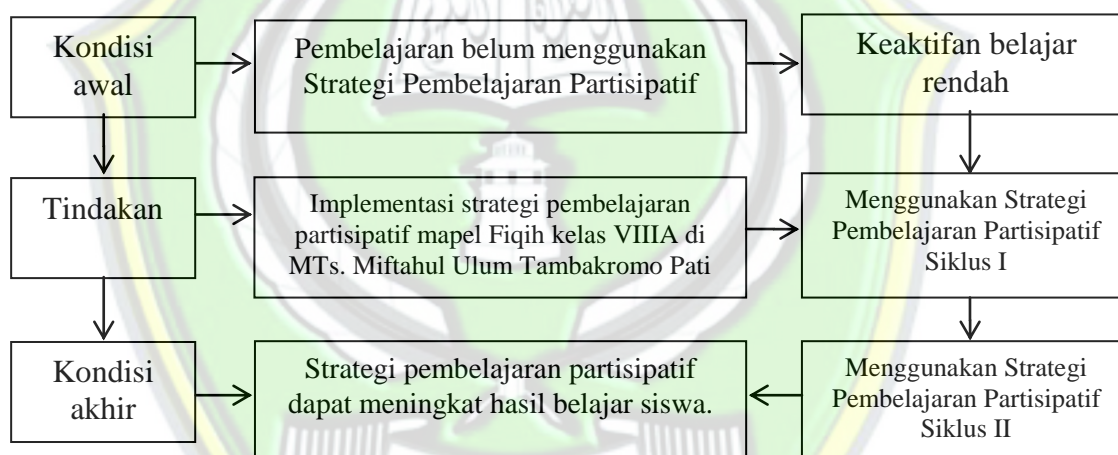 Kondisi
awal
Pembelajaran belum menggunakan
Strategi Pembelajaran Partisipatif
Keaktifan belajar
rendah
Tindakan
Implementasi strategi pembelajaran
partisipatif mapel Fiqih kelas VIIIA di
MTs. Miftahul Ulum Tambakromo Pati
Menggunakan Strategi
Pembelajaran Partisipatif
Siklus I
Kondisi
akhir
Strategi pembelajaran partisipatif
dapat meningkat hasil belajar siswa.
Menggunakan Strategi
Pembelajaran Partisipatif
Siklus II